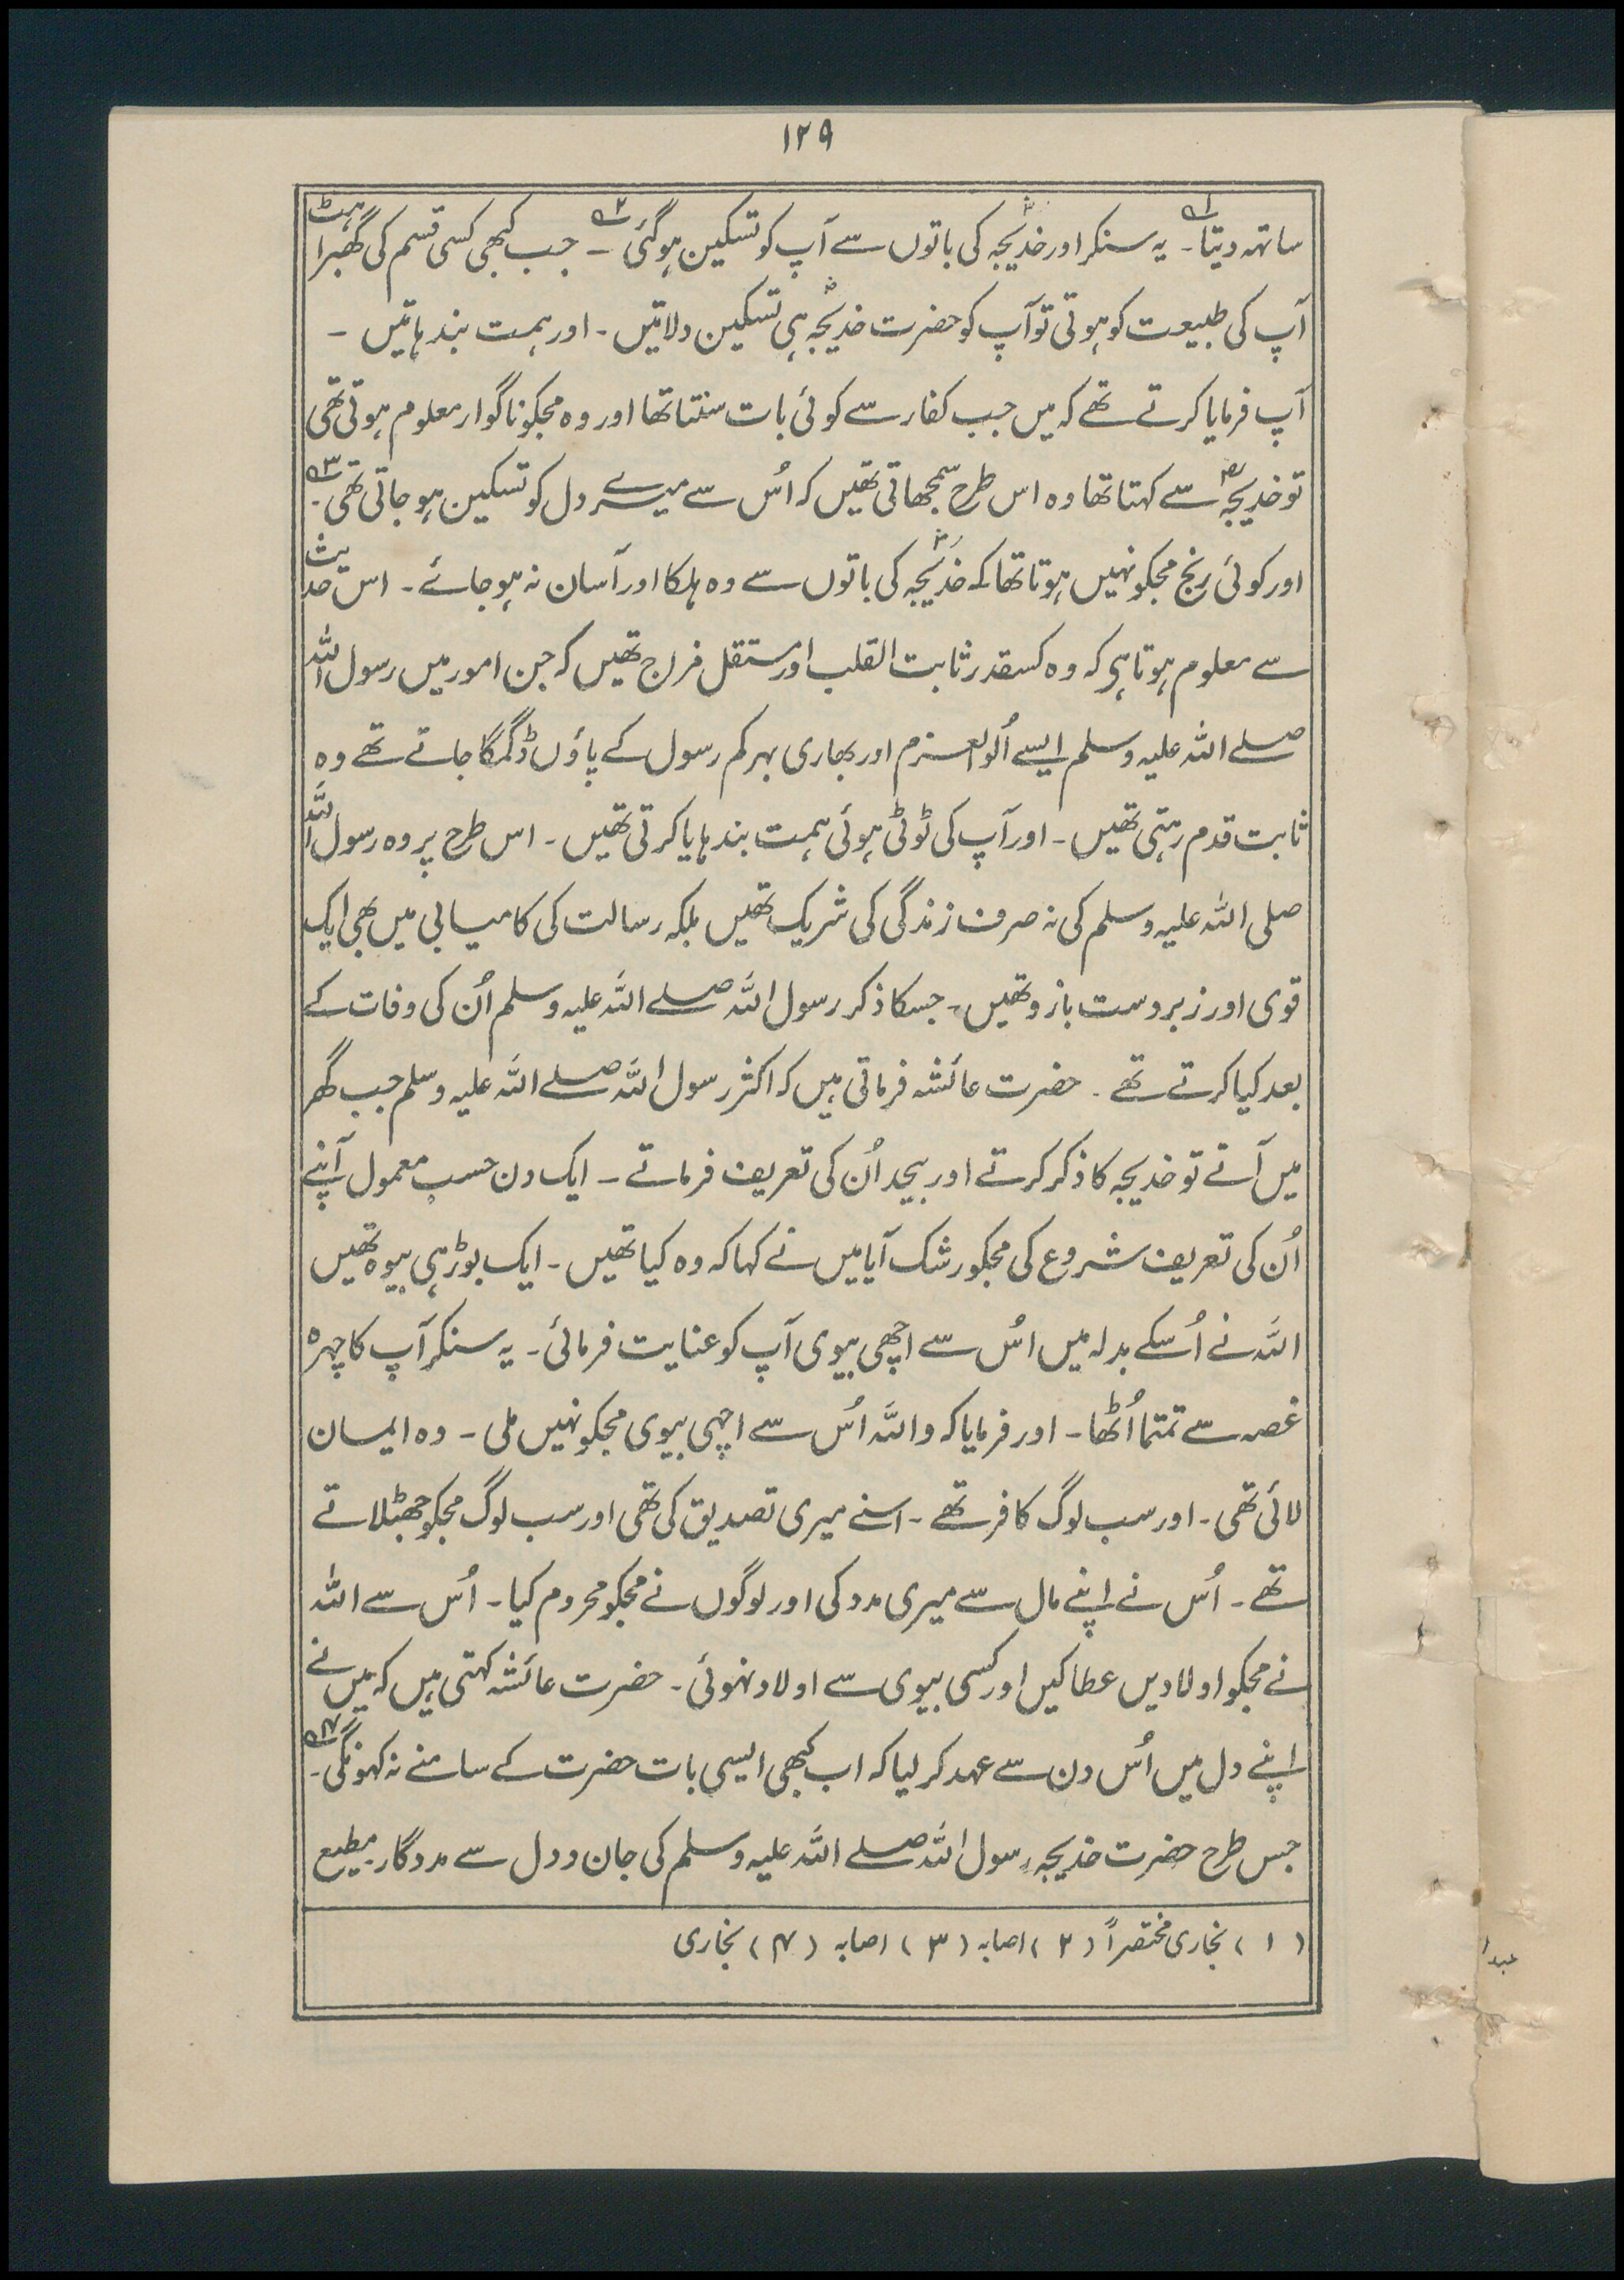 ۱۲۹
ساتہہ دیتا۔ ؎۱ یہ سنکر اور خدیجہؓ کی باتوں سے آپ کو تسکین ہوگئی ؎۲ ۔ جب کبھی کسی قسم کی گھبراہٹ
آپ کی طبیعت کو ہوتی تو آپ کو حضرت خدیجہؓ ہی تسکین دلاتیں۔ اور ہمت بندہاتیں ۔
آپ فرمایا کرتے تھے کہ میں جب کفار سے کوئی بات سنتا تھا اور وہ مجکو ناگوار معلوم ہوتی تھی
تو خدیجہؓ سے کہتا تھا وہ اس طرح سمجھاتی تھیں کہ اُس سے میرے دل کو تسکین ہو جاتی تھی ؎۳۔
اور کوئی رنج مجکو نہیں ہوتا تھا کہ خدیجہؓ کی باتوں سے وہ ہلکا اور آسان نہ ہو جائے۔ اس حدیث
سے معلوم ہوتا ہی کہ وہ کسقدر ثابت القلب اور مستقل مزاج تھیں کہ جن امور میں رسول اللہ
صلے اللہ علیہ وسلم ایسے اُلوالعزم اور بھاری بہرکم رسول کے پاؤں ڈگمگا جاتے تھے وہ
ثابت قدم رہتی تھیں۔ اور آپ کی ٹوٹی ہوئی ہمت بندہایا کرتی تھیں۔ اس طرح پر وہ رسول اللہ
صلی اللہ علیہ وسلم کی نہ صرف زندگی کی شریک تھیں بلکہ رسالت کی کامیابی میں بھی ایک
قوی اور زبردست بازو تھیں۔ جسکا ذکر رسول اللہ صلے اللہ علیہ وسلم اُن کی وفات کے
بعد کیا کرتے تھے۔ حضرت عائشہ فرماتی ہیں کہ اکثر رسول اللہ صلے اللہ علیہ وسلم جب گھر
میں آتے تو خدیجہ کا ذکر کرتے اور بیحد اُن کی تعریف فرماتے۔ ایک دن حسب معمول آپنے
اُن کی تعریف شروع کی مجکو رشک آیا میں نے کہا کہ وہ کیا تھیں۔ ایک بوڑہی بیوہ تھیں
اللہ نے اُسکے بدلہ میں اُس سے اچھی بیوی آپ کو عنایت فرمائی۔ یہ سنکر آپ کا چہرہ
غصہ سے تمتما اُٹھا۔ اور فرمایا کہ واللہ اُس سے اچہی بیوی مجکو نہیں ملی۔ وہ ایمان
لائی تھی۔ اور سب لوگ کافر تھے۔ اسنے میری تصدیق کی تھی اور سب لوگ مجکو جھٹلاتے
تھے۔ اُس نے اپنے مال سے میری مدد کی اور لوگوں نے مجکو محروم کیا۔ اُس سے اللہ
نے مجکو اولادیں عطا کیں اور کسی بیوی سے اولاد نہوئی۔ حضرت عائشہ کہتی ہیں کہ میں نے
اپنے دل میں اُس دن سے عہد کر لیا کہ اب کبھی ایسی بات حضرت کے سامنے نہ کہونگی ؎۴۔
جس طرح حضرت خدیجہ رسول اللہ صلے اللہ علیہ وسلم کی جان و دل سے مددگار مطیع
(۱) بخاری مختصراً (۲) اصابہ (۳) اصابہ (۴) بخاری